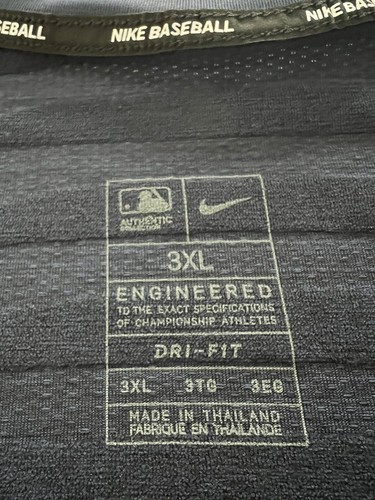 NIKE BASEBALL NIKE BASEBALL
AUTHENTIC
COLLECTION
3XL
ENGINEERED
TO THE EXACT SPECIFICATIONS
OF CHAMPIONSHIP ATHLETES
DRI-FIT
3XL 3TG 3EG
MADE IN THAILAND
FABRIQUÉ EN THAÏLANDE